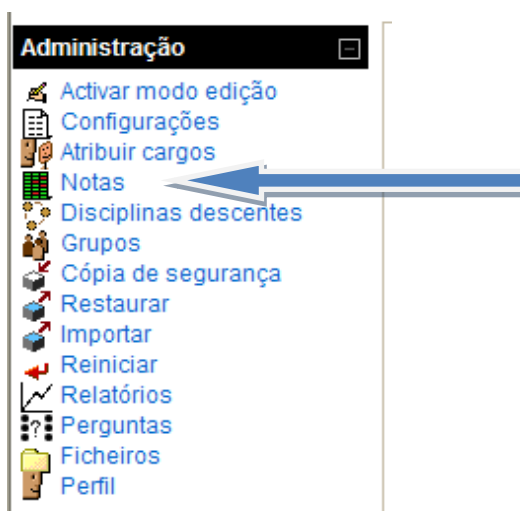 Administração
Activar modo edição
Configurações
Atribuir cargos
Notas
Disciplinas descentes
Grupos
Cópia de segurança
Restaurar
Importar
Reiniciar
Relatórios
Perguntas
Ficheiros
Perfil